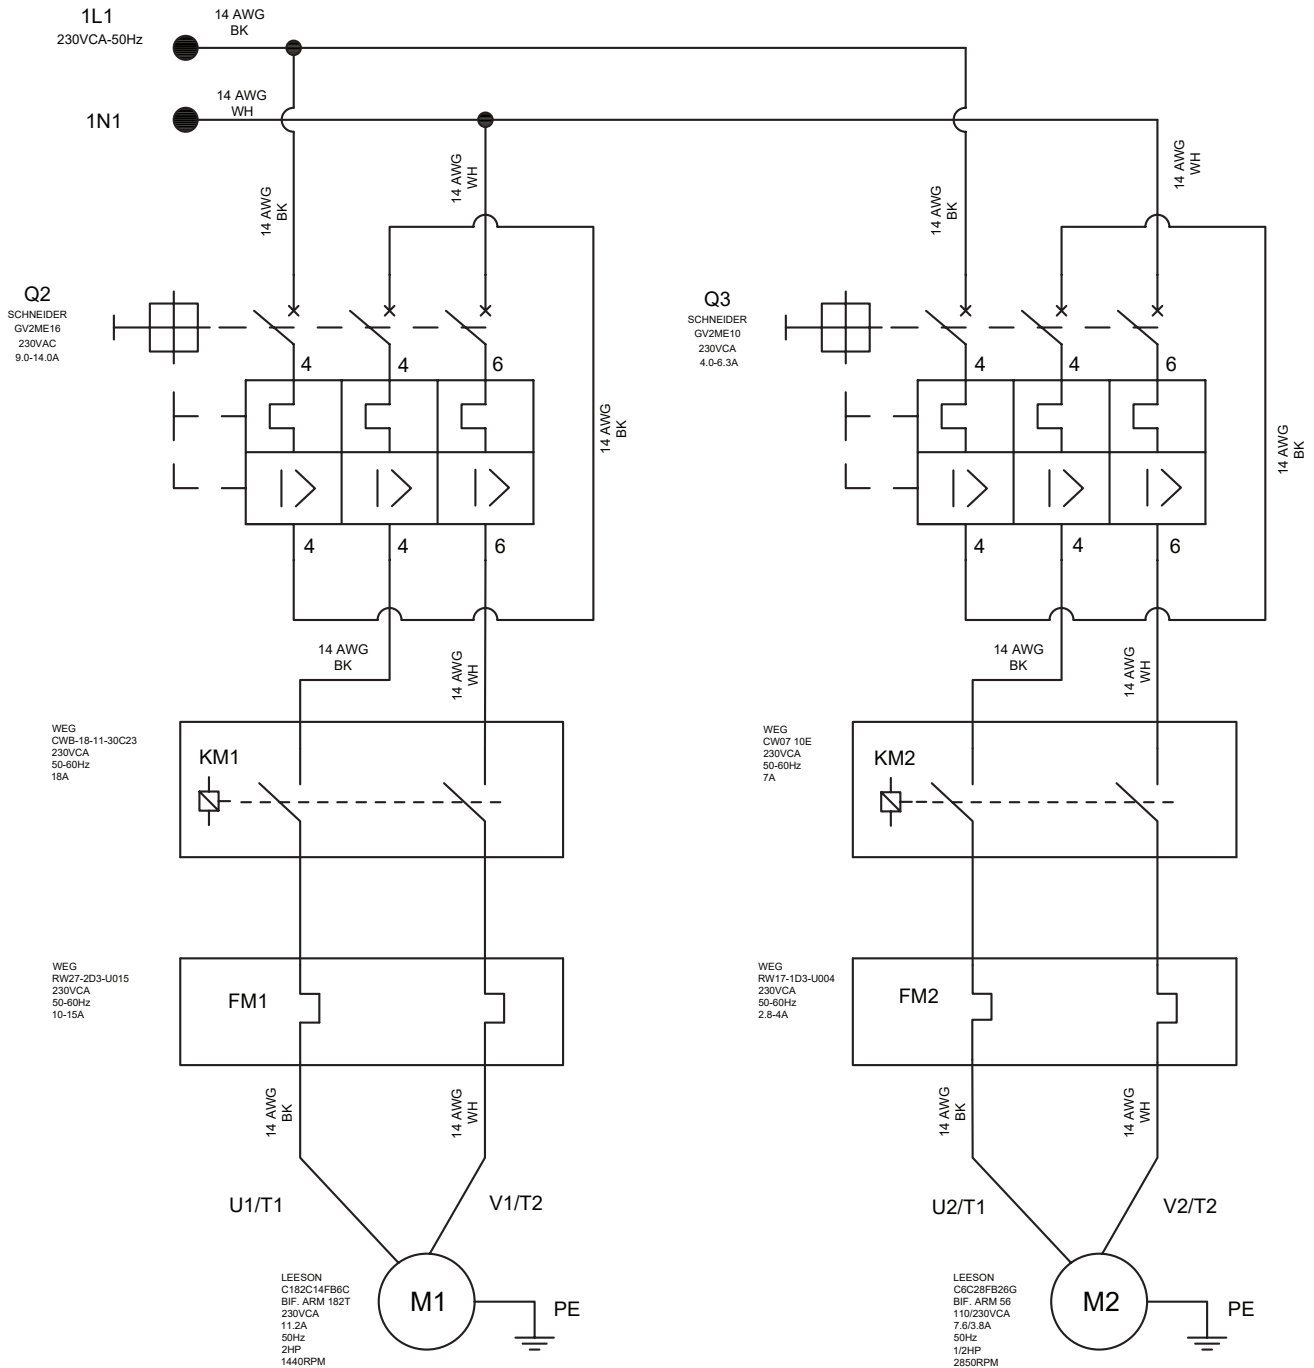 1L1
230VCA-50Hz
14 AWG
BK
1N1
14 AWG
WH
14 AWG
BK
14 AWG
WH
14 AWG
BK
14 AWG
WH
Q2
SCHNEIDER
GV2ME16
230VAC
9.0-14.0A
4
4
6
14 AWG
BK
4
4
6
Q3
SCHNEIDER
GV2ME10
230VCA
4.0-6.3A
4
4
6
14 AWG
BK
4
4
6
14 AWG
BK
14 AWG
WH
14 AWG
BK
14 AWG
WH
WEG
CWB-18-11-30C23
230VCA
50-60Hz
18A
KM1
WEG
CW07 10E
230VCA
50-60Hz
7A
KM2
WEG
RW27-2D3-U015
230VCA
50-60Hz
10-15A
FM1
WEG
RW17-1D3-U004
230VCA
50-60Hz
2.8-4A
FM2
14 AWG
BK
14 AWG
WH
14 AWG
BK
14 AWG
WH
U1/T1
V1/T2
U2/T1
V2/T2
LEESON
C182C14FB6C
BIF. ARM 182T
230VCA
11.2A
50Hz
2HP
1440RPM
M1
PE
LEESON
C6C28FB26G
BIF. ARM 56
110/230VCA
7.6/3.8A
50Hz
1/2HP
2850RPM
M2
PE